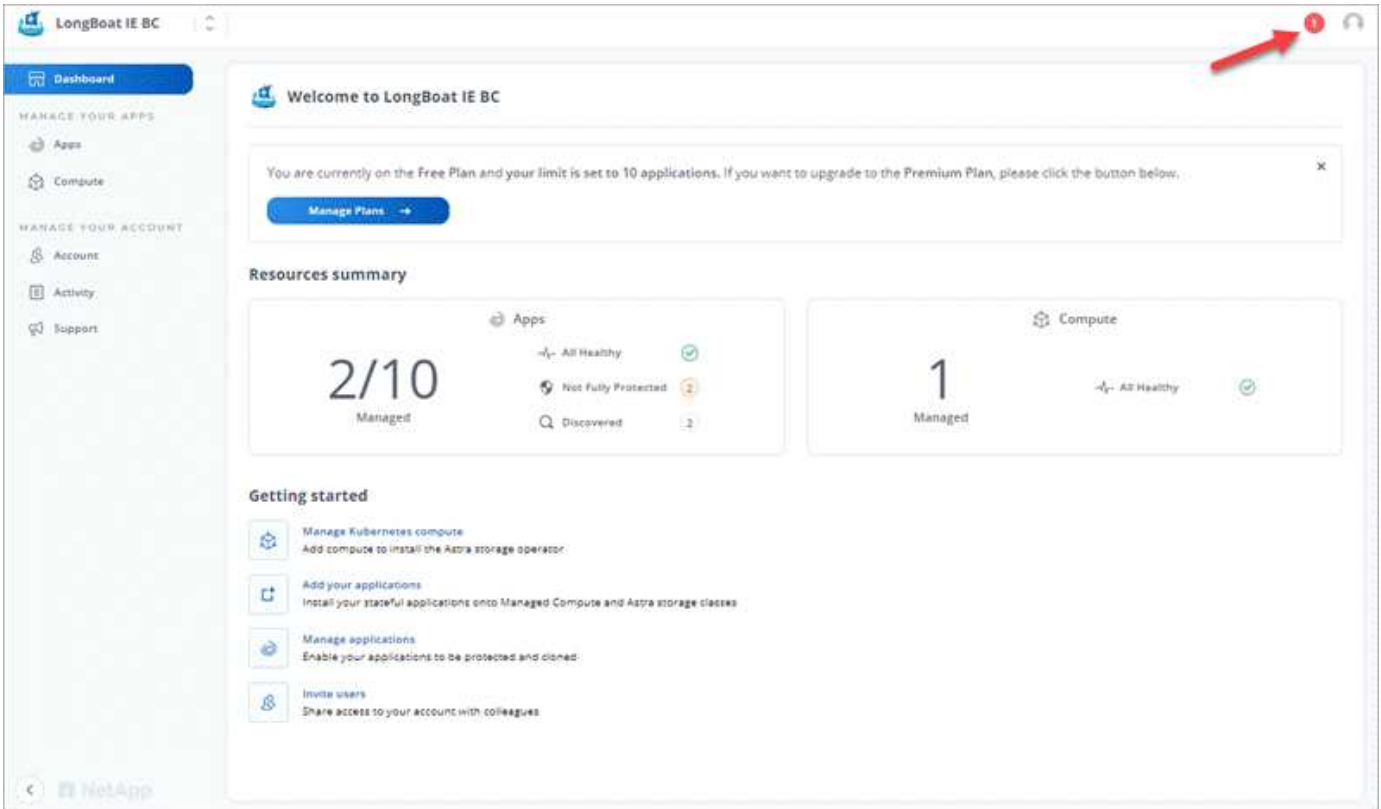 LongBoat IE BC
1
Dashboard
MANAGE YOUR APPS
Apps
Compute
MANAGE YOUR ACCOUNT
Account
Activity
Support
NetApp
Welcome to LongBoat IE BC
You are currently on the Free Plan and your limit is set to 10 applications. If you want to upgrade to the Premium Plan, please click the button below.
Manage Plans
Resources summary
Apps
2/10
Managed
All Healthy
Not Fully Protected 2
Discovered 2
Compute
1
Managed
All Healthy
Getting started
Manage Kubernetes compute
Add compute to install the Astra storage operator
Add your applications
Install your stateful applications onto Managed Compute and Astra storage classes
Manage applications
Enable your applications to be protected and cloned
Invite users
Share access to your account with colleagues